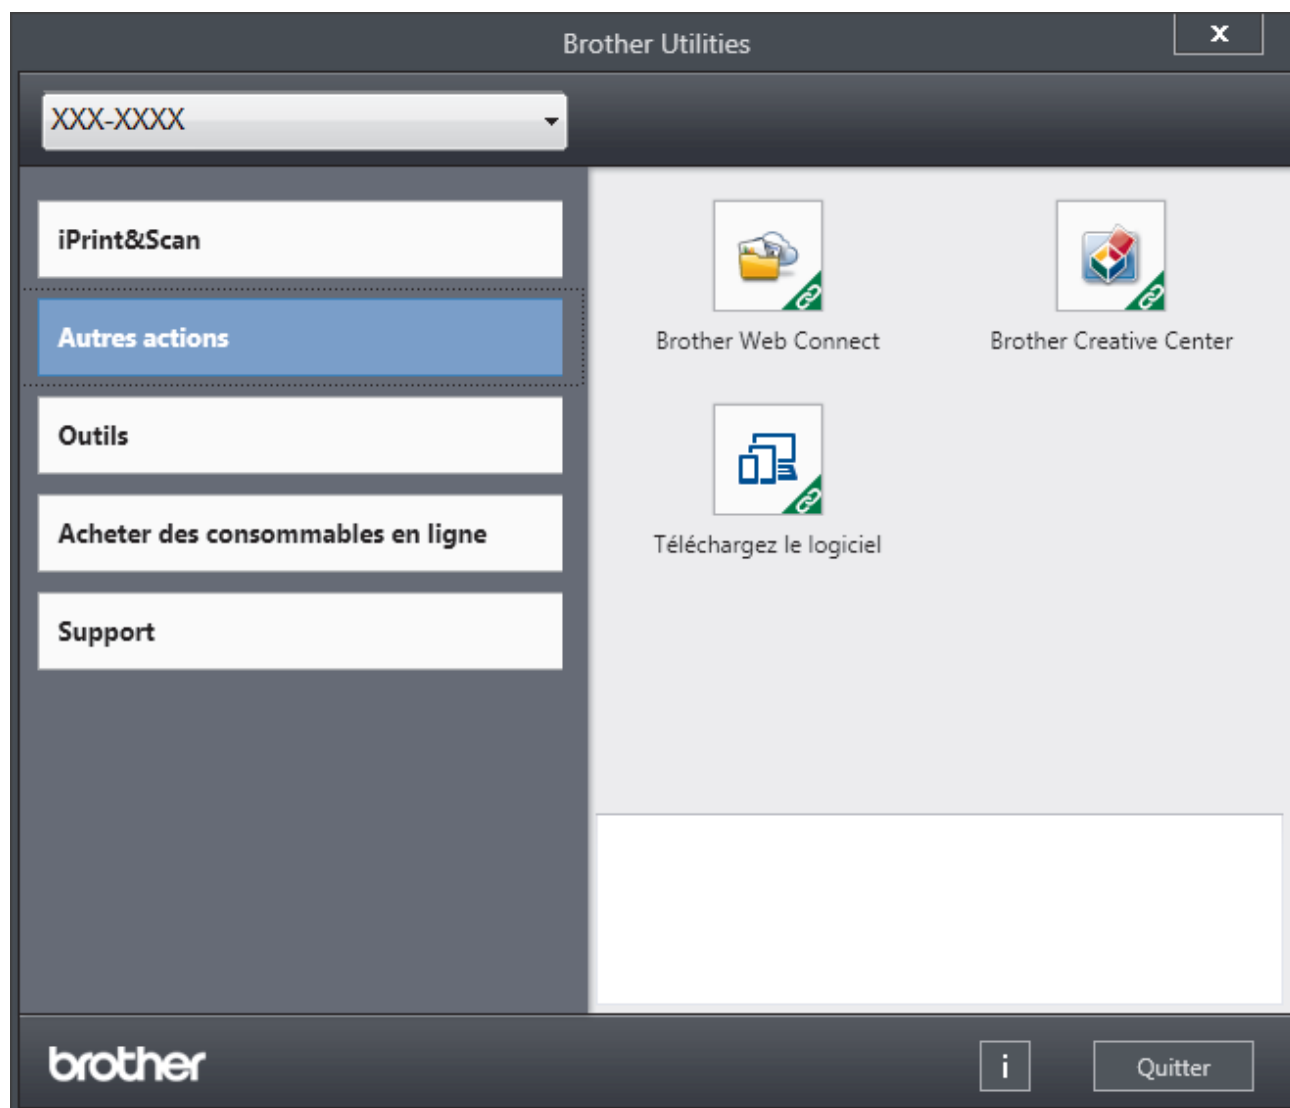 Brother Utilities
x
XXX-XXXX
iPrint&Scan
Autres actions
Outils
Acheter des consommables en ligne
Support
Brother Web Connect
Brother Creative Center
Téléchargez le logiciel
brother
i
Quitter